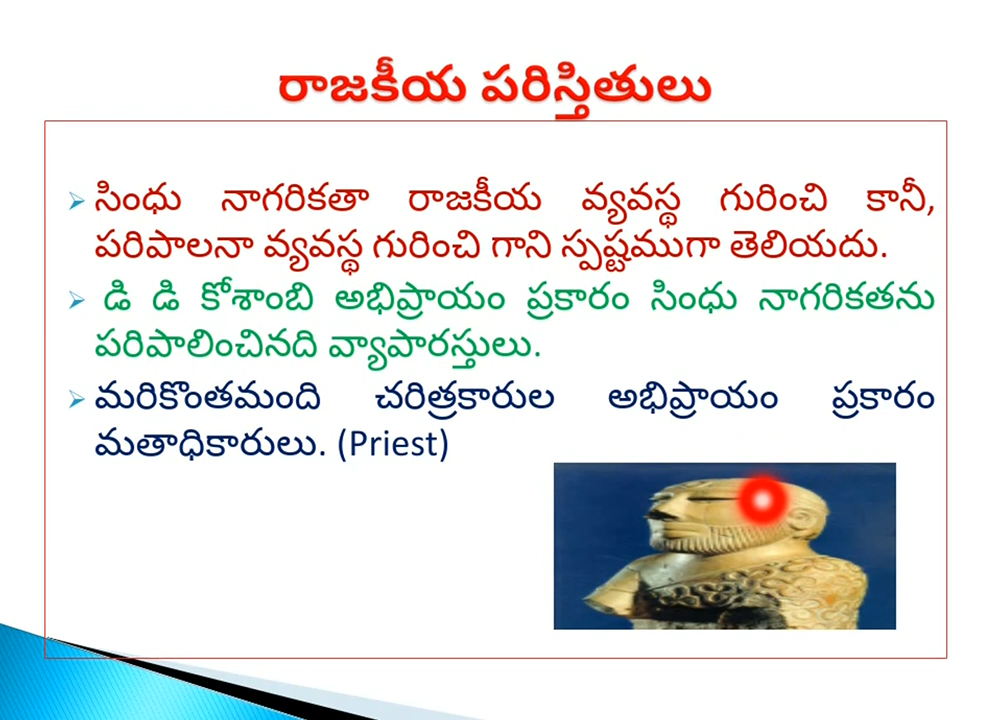 రాజకీయ పరిస్తితులు
సింధు నాగరికతా రాజకీయ వ్యవస్థ గురించి కానీ,
పరిపాలనా వ్యవస్థ గురించి గాని స్పష్టముగా తెలియదు.
డి డి కోశాంబి అభిప్రాయం ప్రకారం సింధు నాగరికతను
పరిపాలించినది వ్యాపారస్తులు.
మరికొంతమంది చరిత్రకారుల అభిప్రాయం ప్రకారం
మతాధికారులు. (Priest)